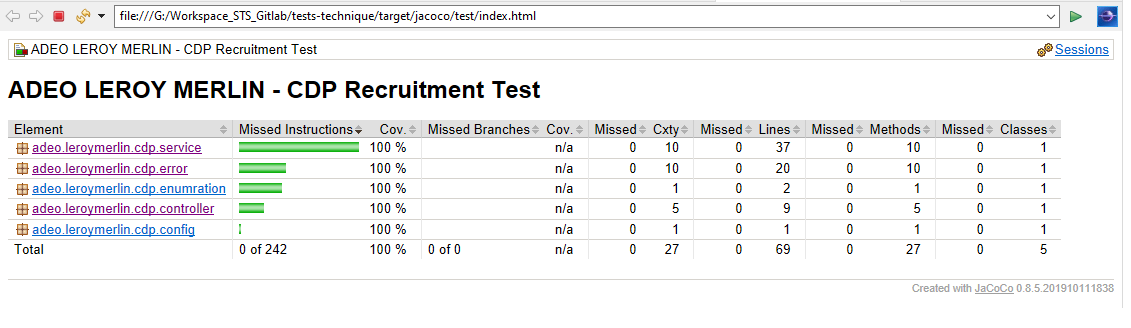 file:///G:/Workspace_STS_Gitlab/tests-technique/target/jacoco/test/index.html
ADEO LEROY MERLIN - CDP Recruitment Test Sessions
ADEO LEROY MERLIN - CDP Recruitment Test
Element Missed Instructions Cov. Missed Branches Cov. Missed Cxty Missed Lines Missed Methods Missed Classes
adeo.leroymerlin.cdp.service 100 % n/a 0 10 0 37 0 10 0 1
adeo.leroymerlin.cdp.error 100 % n/a 0 10 0 20 0 10 0 1
adeo.leroymerlin.cdp.enumration 100 % n/a 0 1 0 2 0 1 0 1
adeo.leroymerlin.cdp.controller 100 % n/a 0 5 0 9 0 5 0 1
adeo.leroymerlin.cdp.config 100 % n/a 0 1 0 1 0 1 0 1
Total 0 of 242 100 % 0 of 0 n/a 0 27 0 69 0 27 0 5
Created with JaCoCo 0.8.5.201910111838